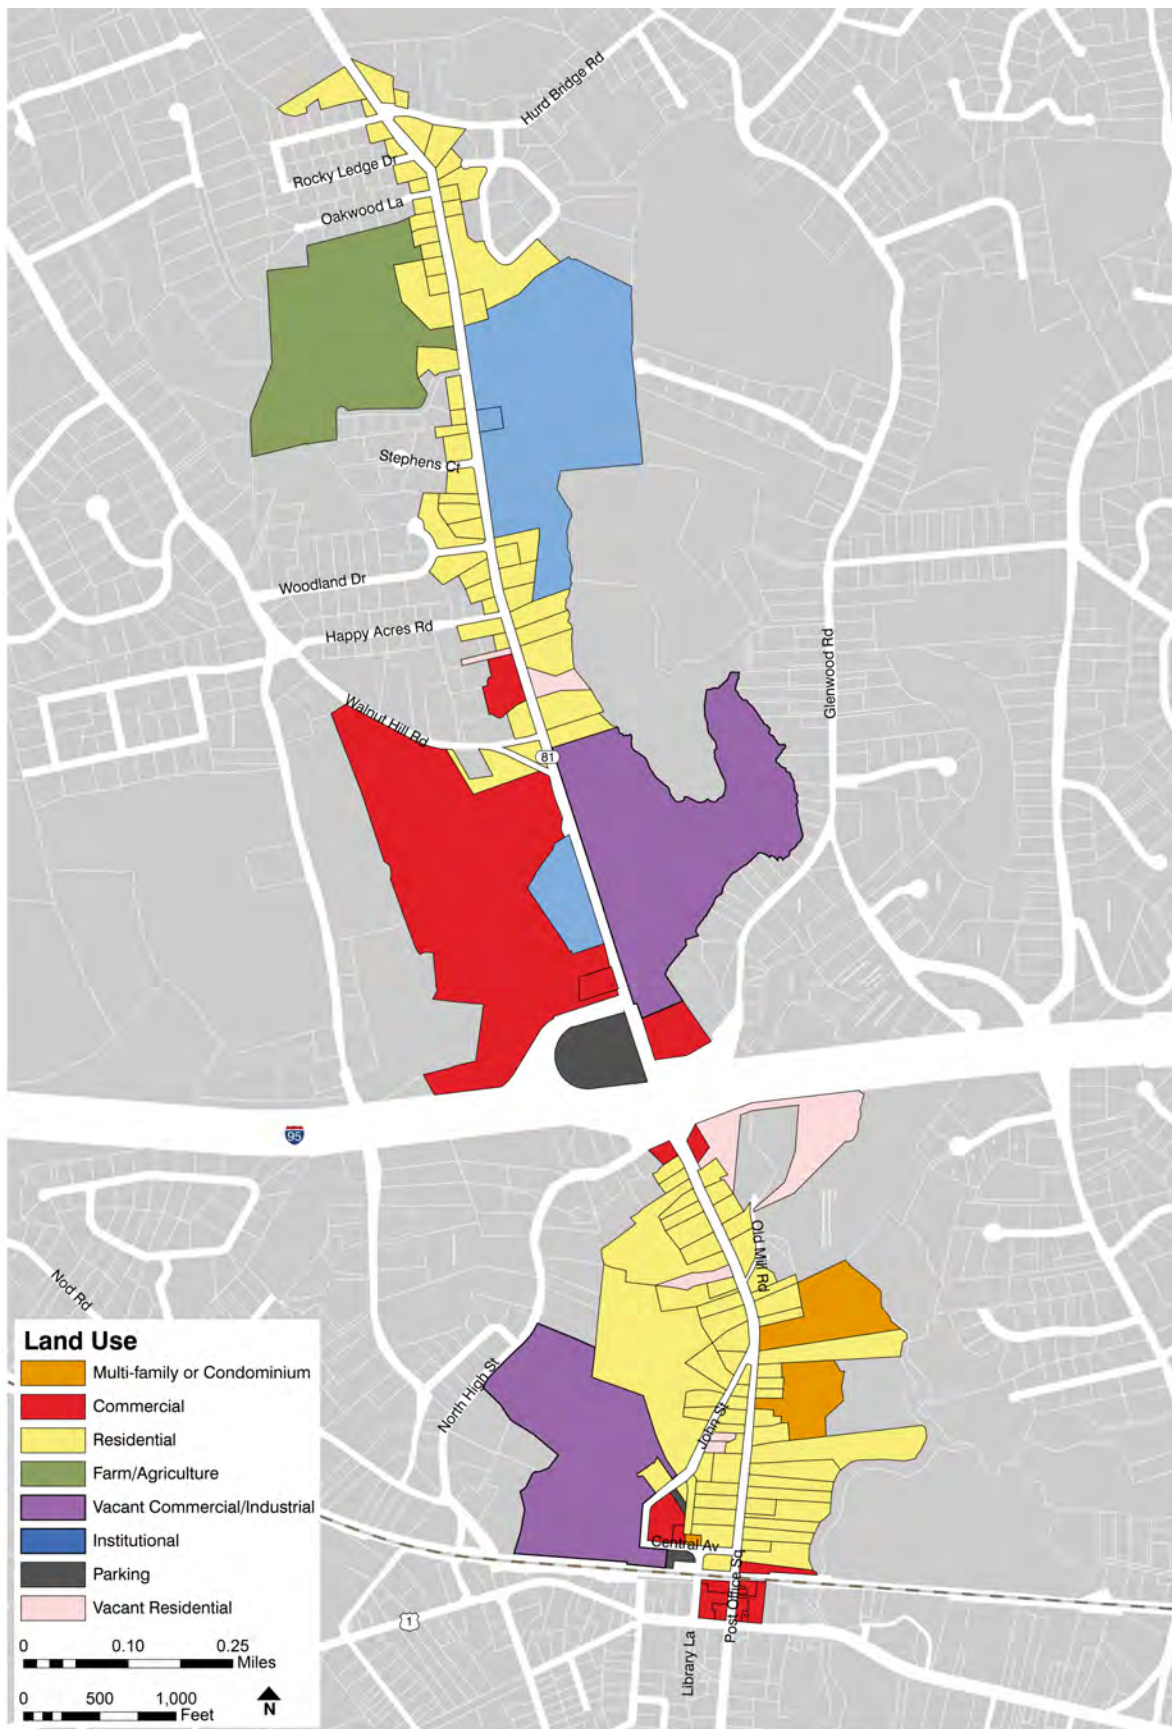 Hurd Bridge Rd
Rocky Ledge Dr
Oakwood La
Stephens Ct
Woodland Dr
Happy Acres Rd
Glenwood Rd
Walnut Hill Rd
81
95
Old Mill Rd
Nod Rd
North High St
John St
Central Av
Post Office Sq
Library La
1
Land Use
Multi-family or Condominium
Commercial
Residential
Farm/Agriculture
Vacant Commercial/Industrial
Institutional
Parking
Vacant Residential
0 0.10 0.25
Miles
0 500 1,000
Feet
N